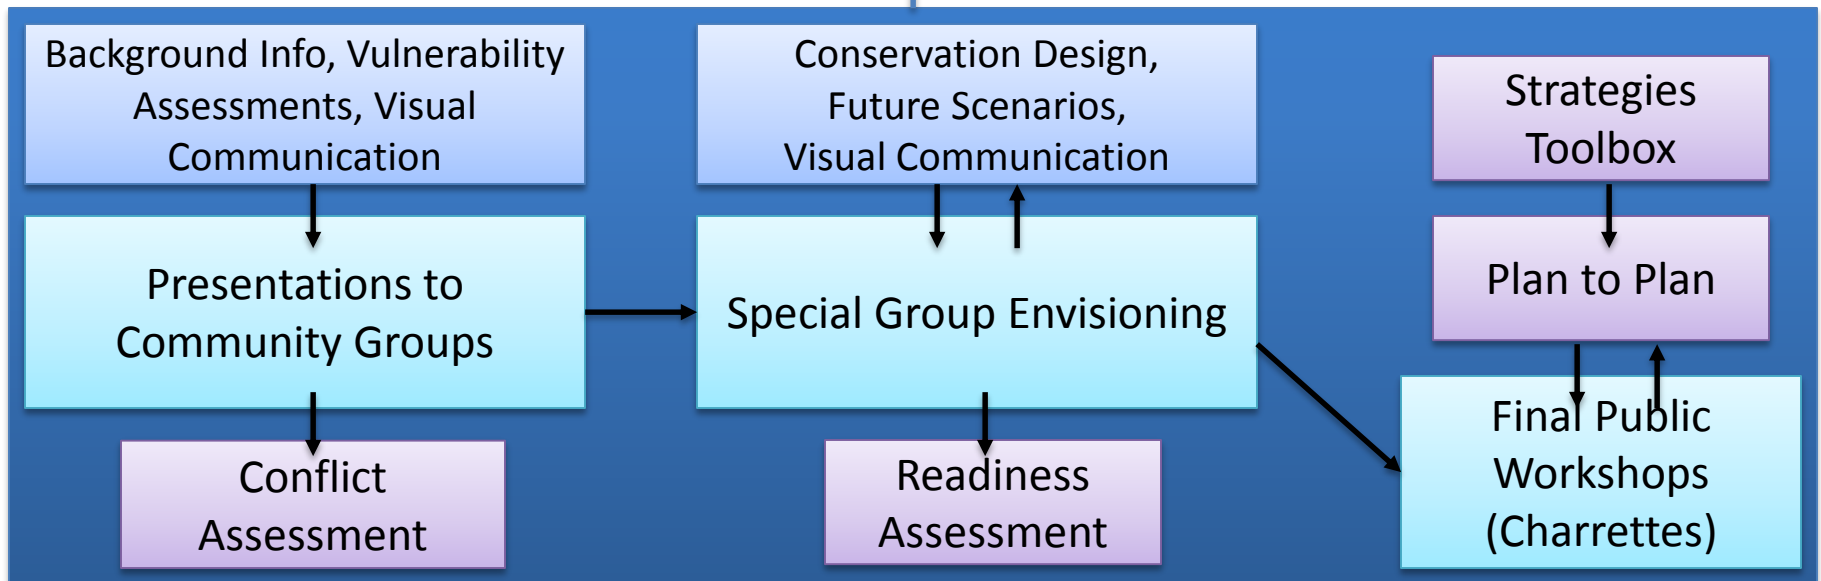 Background Info, Vulnerability
Assessments, Visual
Communication
Conservation Design,
Future Scenarios,
Visual Communication
Strategies
Toolbox
Presentations to
Community Groups
Special Group Envisioning
Plan to Plan
Conflict
Assessment
Readiness
Assessment
Final Public
Workshops
(Charrettes)